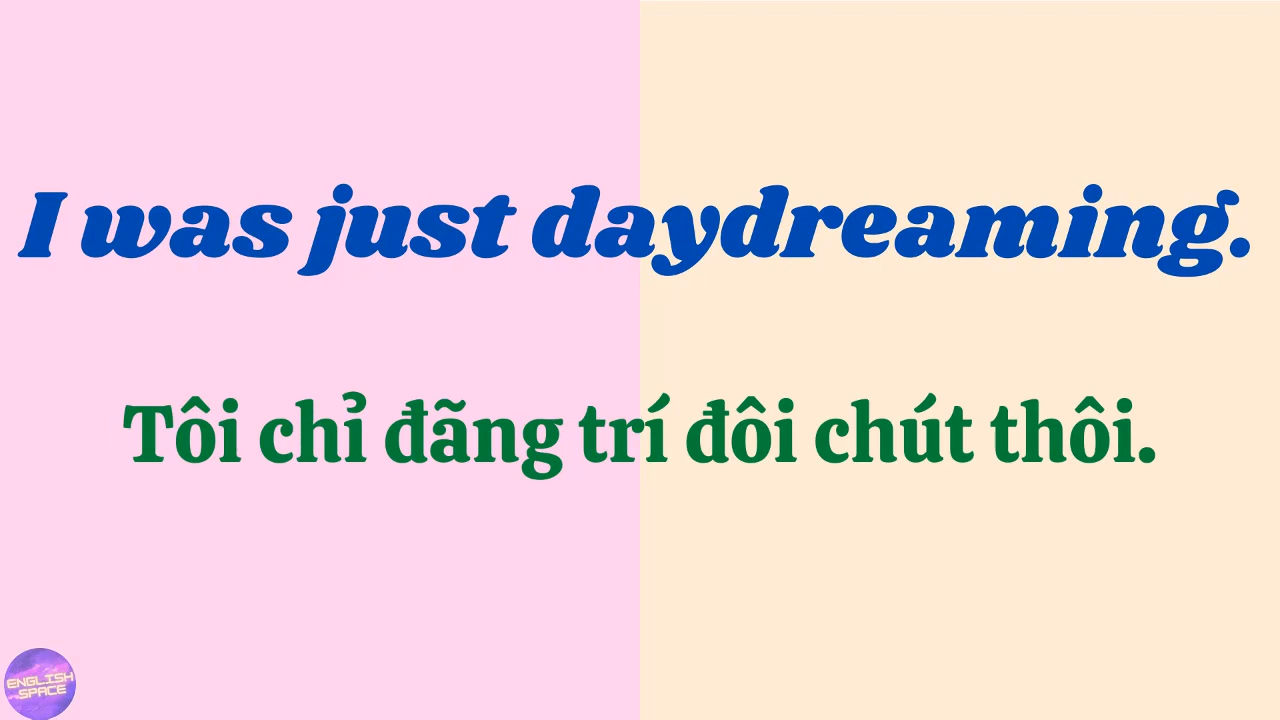 I was just daydreaming.
Tôi chỉ đãng trí đôi chút thôi.
ENGLISH
SPACE